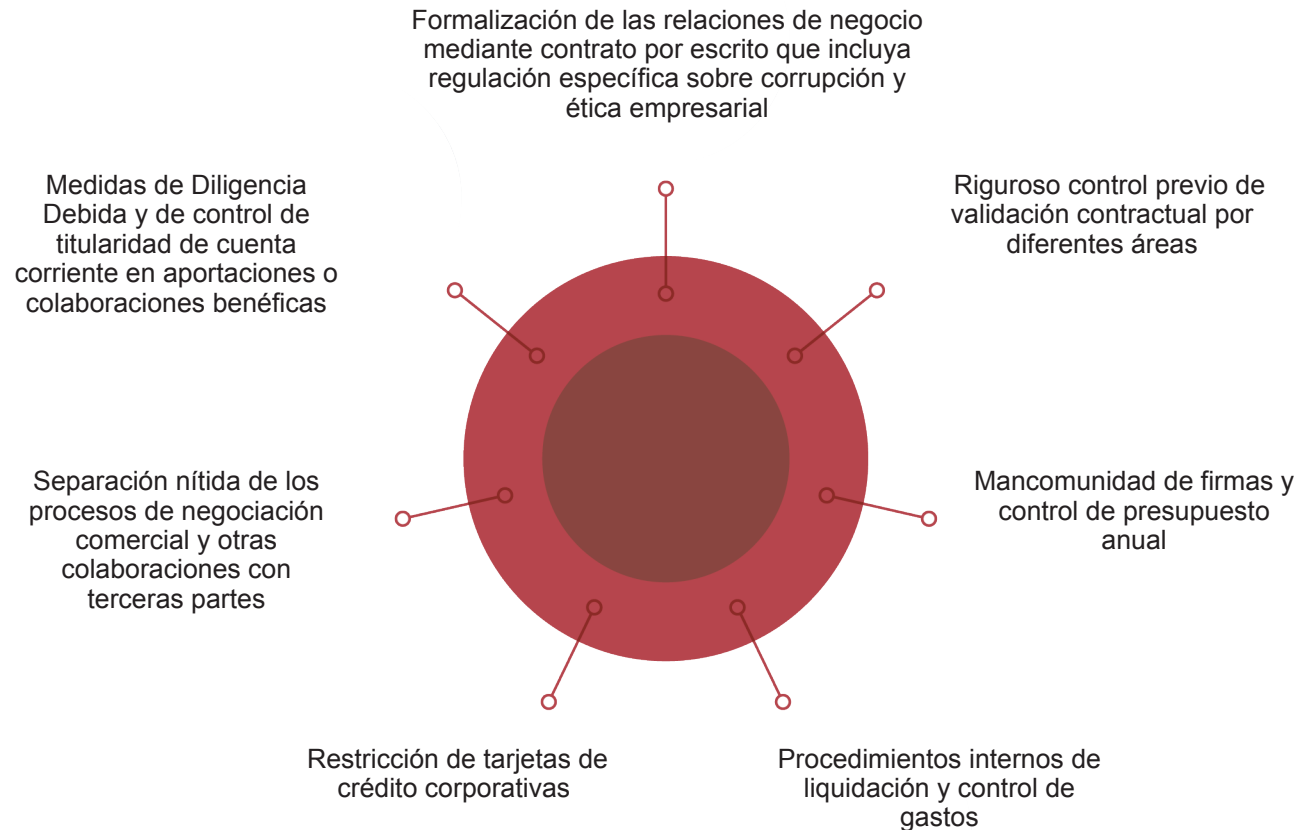 Formalización de las relaciones de negocio
mediante contrato por escrito que incluya
regulación específica sobre corrupción y
ética empresarial
Medidas de Diligencia
Debida y de control de
titularidad de cuenta
corriente en aportaciones o
colaboraciones benéficas
Riguroso control previo de
validación contractual por
diferentes áreas
Separación nítida de los
procesos de negociación
comercial y otras
colaboraciones con
terceras partes
Mancomunidad de firmas y
control de presupuesto
anual
Restricción de tarjetas de
crédito corporativas
Procedimientos internos de
liquidación y control de
gastos